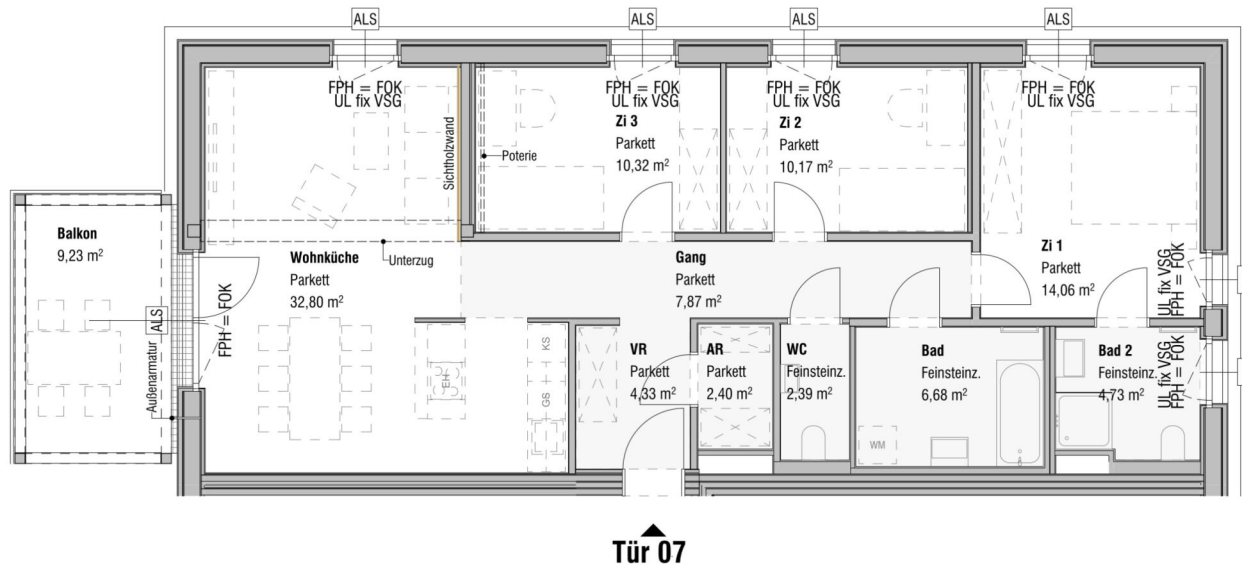 ALS
ALS
ALS
ALS
FPH = FOK
UL fix VSG
FPH = FOK
UL fix VSG
FPH = FOK
UL fix VSG
FPH = FOK
UL fix VSG
Sichtholzwand
Poterie
Zi 3
Parkett
10,32 m²
Zi 2
Parkett
10,17 m²
Zi 1
Parkett
14,06 m²
UL fix VSG
FPH = FOK
Balkon
9,23 m²
Wohnküche
Parkett
32,80 m²
Unterzug
Gang
Parkett
7,87 m²
ALS
FPH = FOK
Außenarmatur
EH
KS
GS
VR
Parkett
4,33 m²
AR
Parkett
2,40 m²
WC
Feinsteinz.
2,39 m²
Bad
Feinsteinz.
6,68 m²
WM
Bad 2
Feinsteinz.
4,73 m²
UL fix VSG
FPH = FOK
Tür 07